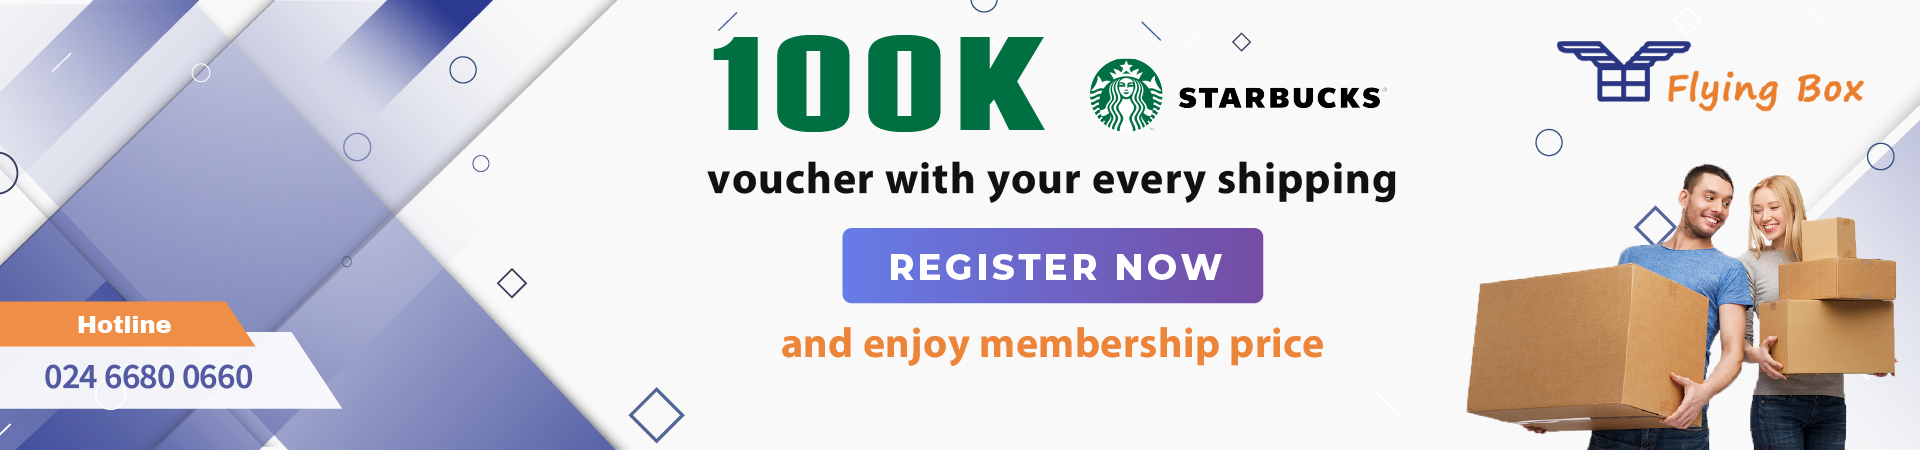 100K
STARBUCKS
Flying Box
voucher with your every shipping
REGISTER NOW
and enjoy membership price
Hotline
024 6680 0660